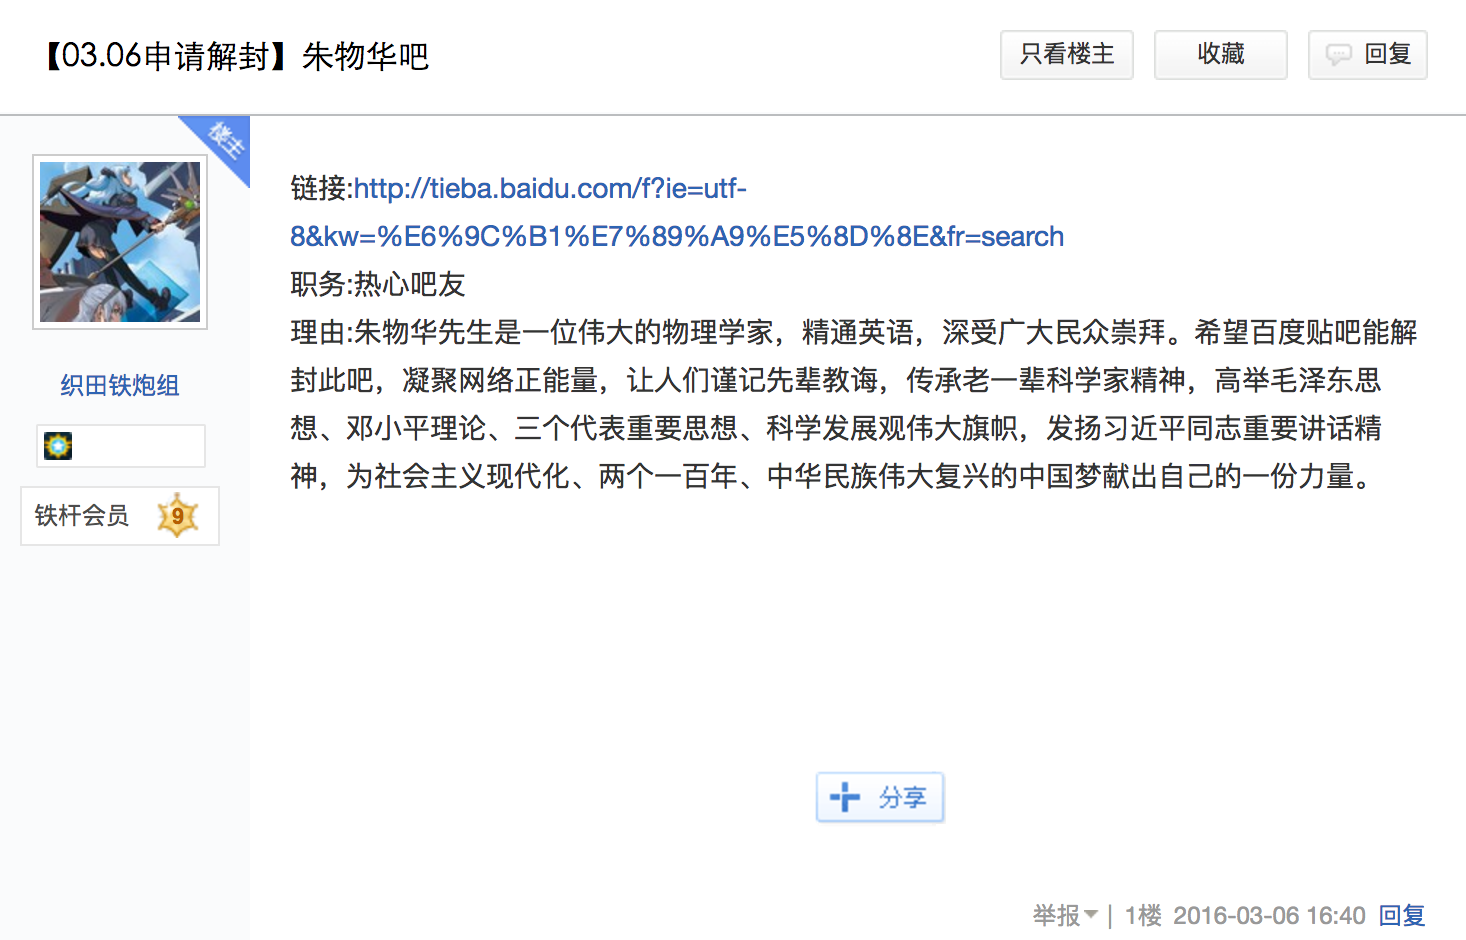 【03.06申请解封】朱物华吧
只看楼主
收藏
回复
楼主
链接:http://tieba.baidu.com/f?ie=utf-
8&kw=%E6%9C%B1%E7%89%A9%E5%8D%8E&fr=search
职务:热心吧友
理由:朱物华先生是一位伟大的物理学家，精通英语，深受广大民众崇拜。希望百度贴吧能解
封此吧，凝聚网络正能量，让人们谨记先辈教诲，传承老一辈科学家精神，高举毛泽东思
想、邓小平理论、三个代表重要思想、科学发展观伟大旗帜，发扬习近平同志重要讲话精
神，为社会主义现代化、两个一百年、中华民族伟大复兴的中国梦献出自己的一份力量。
织田铁炮组
铁杆会员 9
分享
举报 | 1楼 2016-03-06 16:40 回复